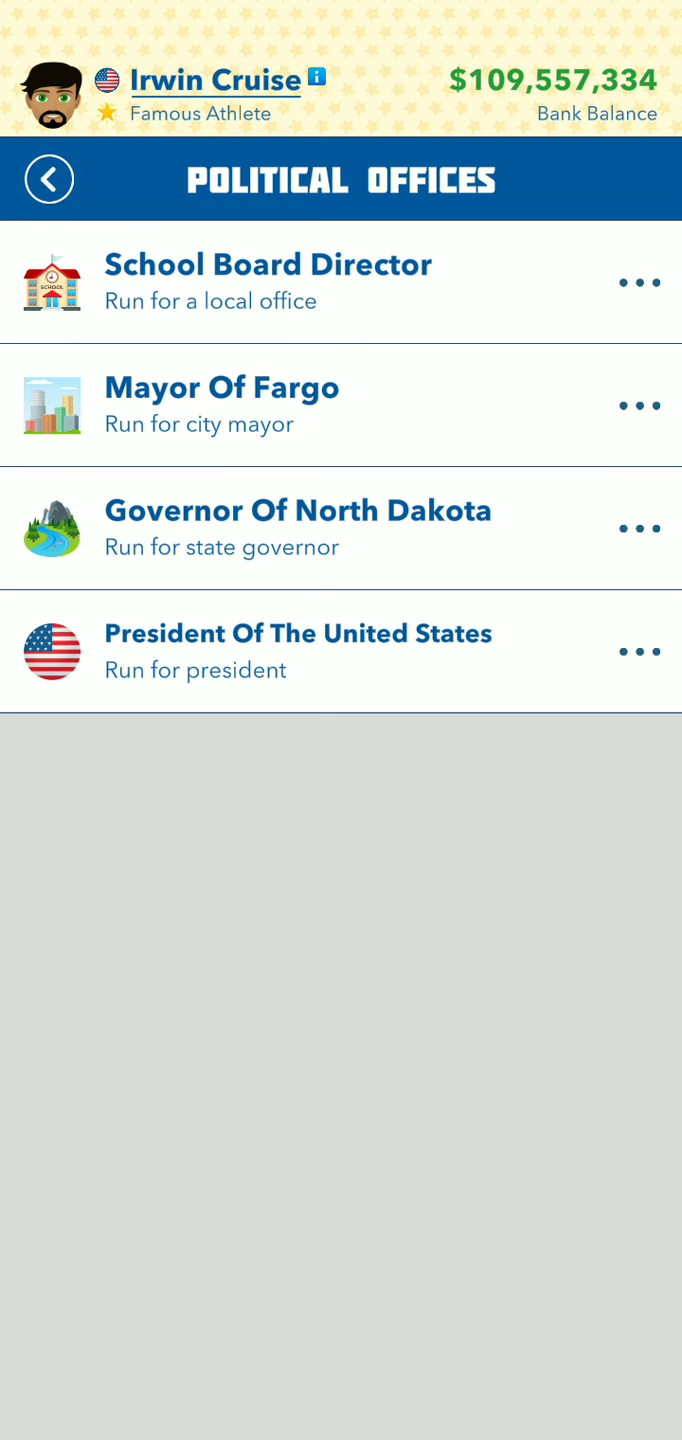 Irwin Cruise
$109,557,334
Famous Athlete
Bank Balance
POLITICAL OFFICES
School Board Director
SCHOOL
Run for a local office
Mayor Of Fargo
Run for city mayor
Governor Of North Dakota
Run for state governor
President Of The United States
Run for president